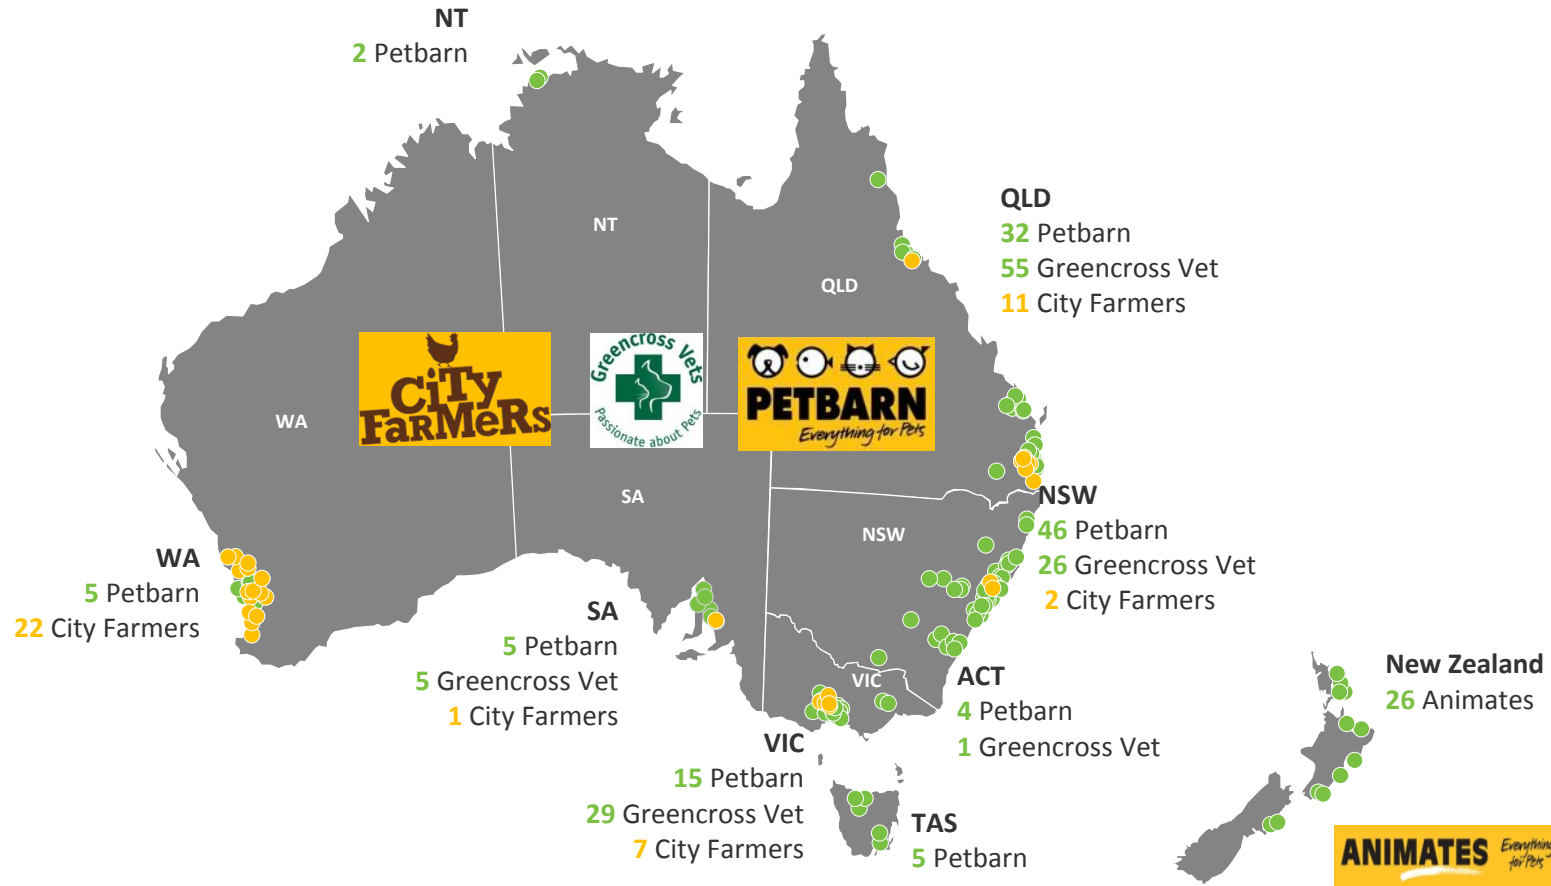 NT
2 Petbarn
NT
QLD
QLD
32 Petbarn
55 Greencross Vet
11 City Farmers
CiTy
FaRMeRs
Greencross Vets
Passionate about Pets
PETBARN
Everything for Pets
WA
SA
NSW
NSW
46 Petbarn
26 Greencross Vet
2 City Farmers
WA
5 Petbarn
22 City Farmers
SA
5 Petbarn
5 Greencross Vet
1 City Farmers
VIC
ACT
4 Petbarn
1 Greencross Vet
VIC
15 Petbarn
29 Greencross Vet
7 City Farmers
TAS
5 Petbarn
New Zealand
26 Animates
ANIMATES
Everything
for Pets